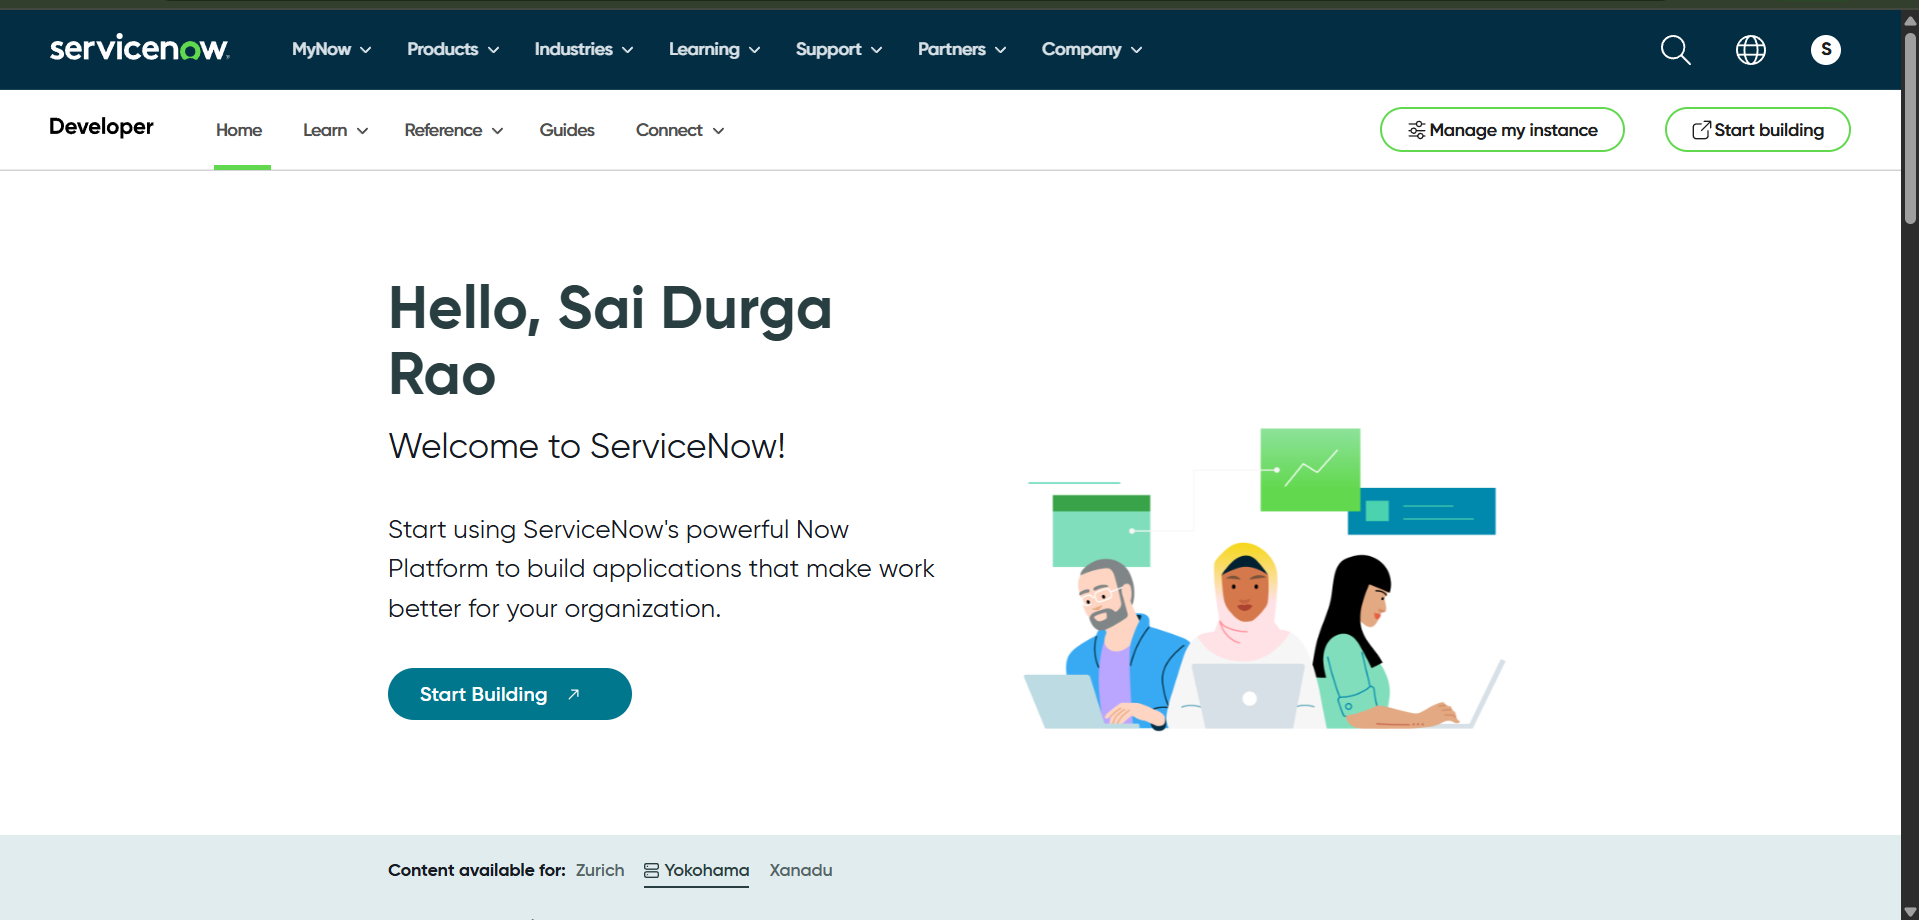 servicenow
MyNow Products Industries Learning Support Partners Company S
Developer Home Learn Reference Guides Connect Manage my instance Start building
Hello, Sai Durga
Rao
Welcome to ServiceNow!
Start using ServiceNow's powerful Now
Platform to build applications that make work
better for your organization.
Start Building
Content available for: Zurich Yokohama Xanadu